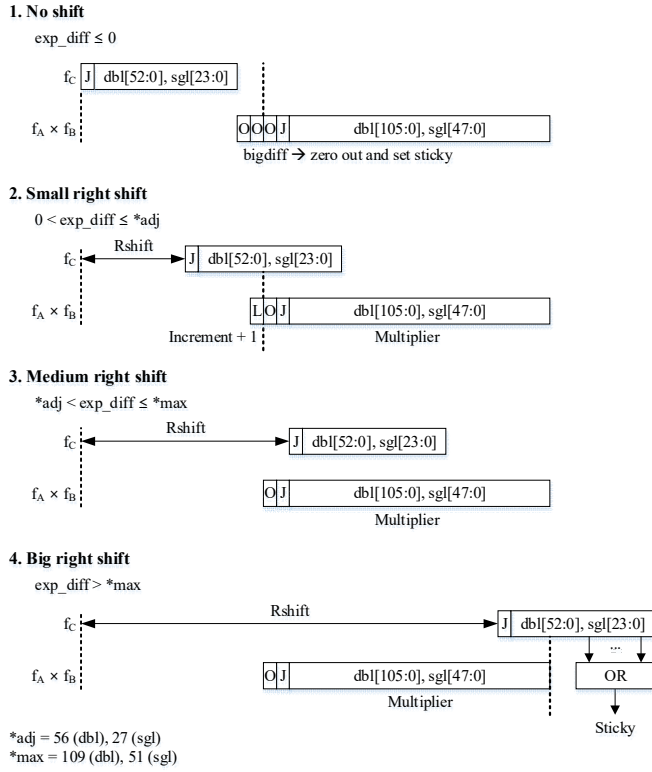 1. No shift
exp_diff ≤ 0
fC J dbl[52:0], sgl[23:0]
fA × fB O O O J dbl[105:0], sgl[47:0]
bigdiff → zero out and set sticky
2. Small right shift
0 < exp_diff ≤ *adj
Rshift
fC J dbl[52:0], sgl[23:0]
fA × fB L O J dbl[105:0], sgl[47:0]
Increment + 1 Multiplier
3. Medium right shift
*adj < exp_diff ≤ *max
Rshift
fC J dbl[52:0], sgl[23:0]
fA × fB O J dbl[105:0], sgl[47:0]
Multiplier
4. Big right shift
exp_diff > *max
Rshift
fC J dbl[52:0], sgl[23:0]
...
fA × fB O J dbl[105:0], sgl[47:0] OR
Multiplier
Sticky
*adj = 56 (dbl), 27 (sgl)
*max = 109 (dbl), 51 (sgl)